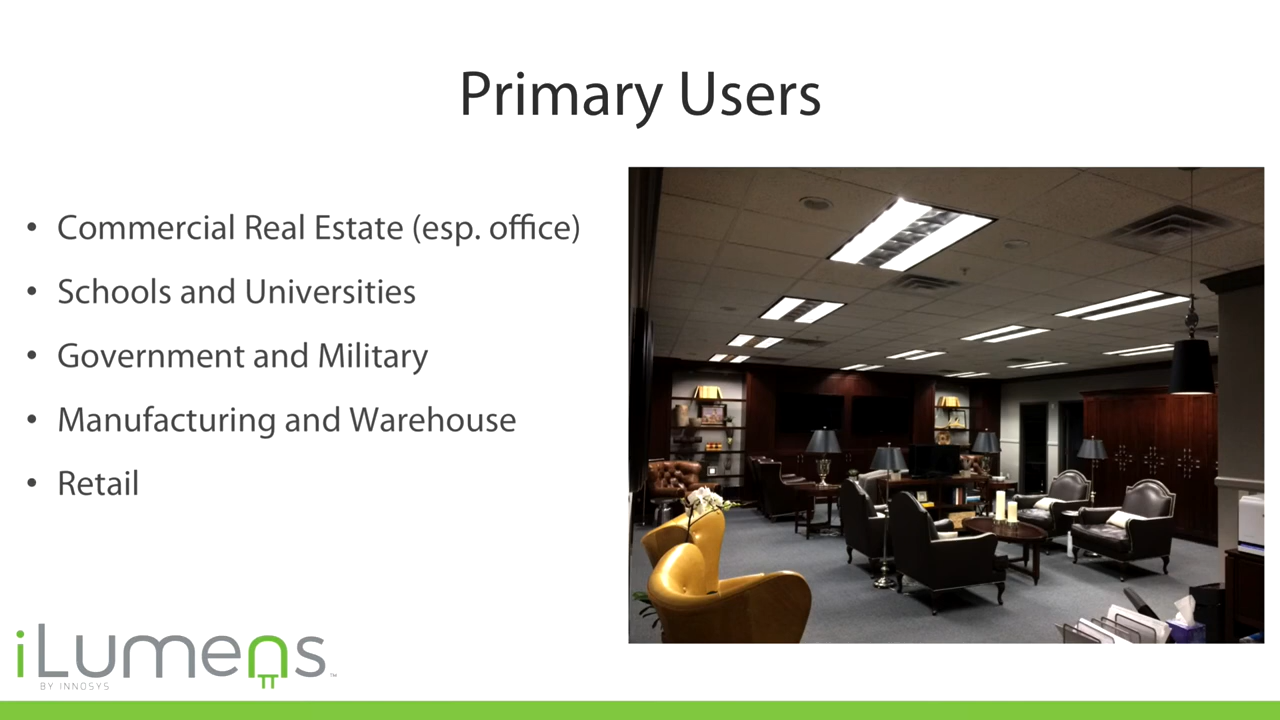 Primary Users
• Commercial Real Estate (esp. office)
• Schools and Universities
• Government and Military
• Manufacturing and Warehouse
• Retail
iLumens™
BY INNOSYS